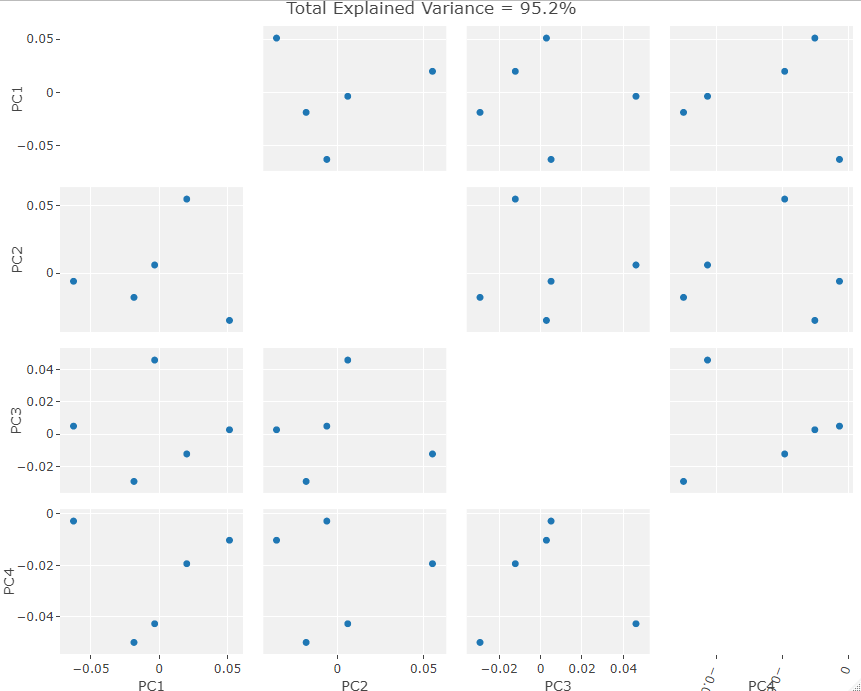 Total Explained Variance = 95.2%
0.05
0
−0.05
PC1
0.05
0
PC2
0.04
0.02
0
−0.02
PC3
0
−0.02
−0.04
PC4
−0.05 0 0.05 0 0.05 −0.02 0 0.02 0.04 0
PC1 PC2 PC3 PC4